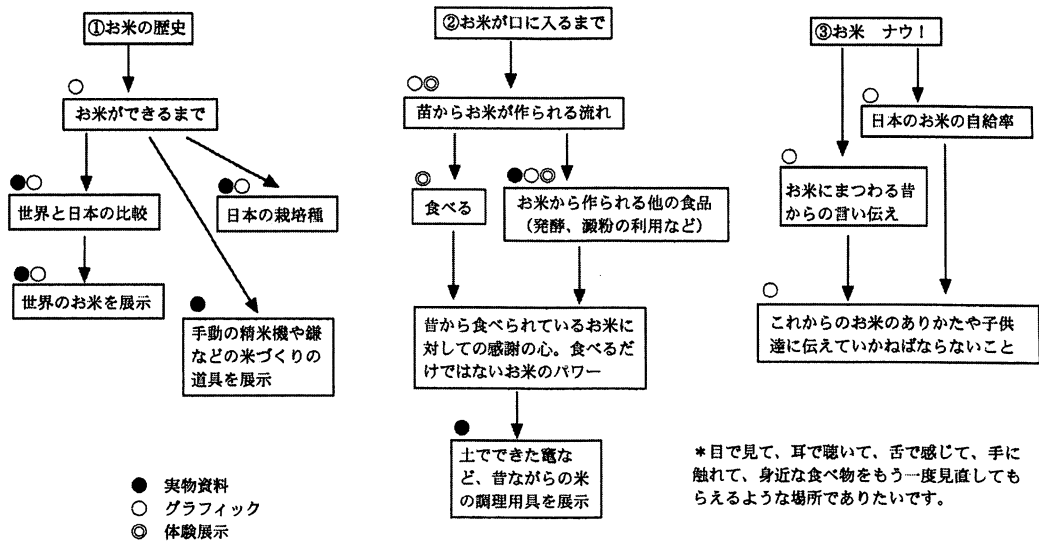 ①お米の歴史
○
お米ができるまで
●○
世界と日本の比較
●○
日本の栽培種
●○
世界のお米を展示
●
手動の精米機や鎌
などの米づくりの
道具を展示
②お米が口に入るまで
○◎
苗からお米が作られる流れ
◎
食べる
●○◎
お米から作られる他の食品
（発酵、澱粉の利用など）
昔から食べられているお米に
対しての感謝の心。食べるだ
けではないお米のパワー
●
土でできた竃な
ど、昔ながらの米
の調理用具を展示
③お米　ナウ！
○
日本のお米の自給率
○
お米にまつわる昔
からの言い伝え
○
これからのお米のありかたや子供
達に伝えていかねばならないこと
＊目で見て、耳で聴いて、舌で感じて、手に
触れて、身近な食べ物をもう一度見直しても
らえるような場所でありたいです。
●　実物資料
○　グラフィック
◎　体験展示